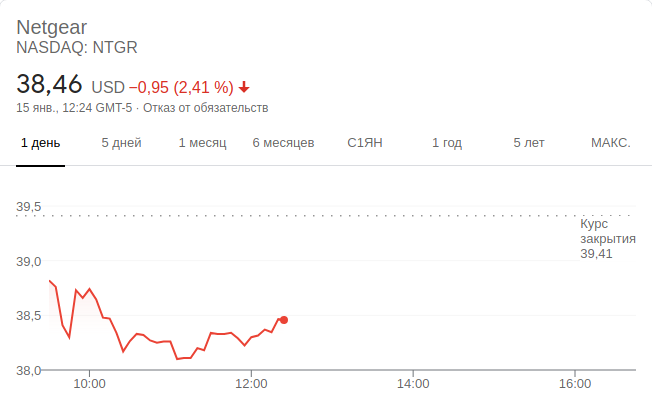 Netgear
NASDAQ: NTGR
38,46 USD −0,95 (2,41 %)
15 янв., 12:24 GMT-5 · Отказ от обязательств
1 день 5 дней 1 месяц 6 месяцев С1ЯН 1 год 5 лет МАКС.
39,5
Курс
закрытия
39,41
39,0
38,5
38,0
10:00 12:00 14:00 16:00